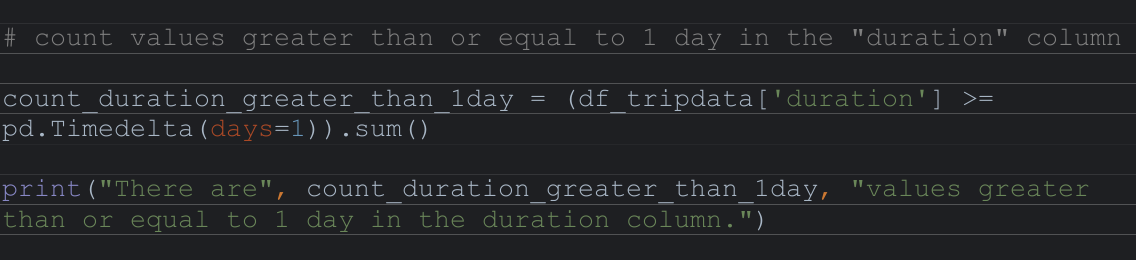 # count values greater than or equal to 1 day in the "duration" column
count_duration_greater_than_1day = (df_tripdata['duration'] >=
pd.Timedelta(days=1)).sum()
print("There are", count_duration_greater_than_1day, "values greater
than or equal to 1 day in the duration column.")